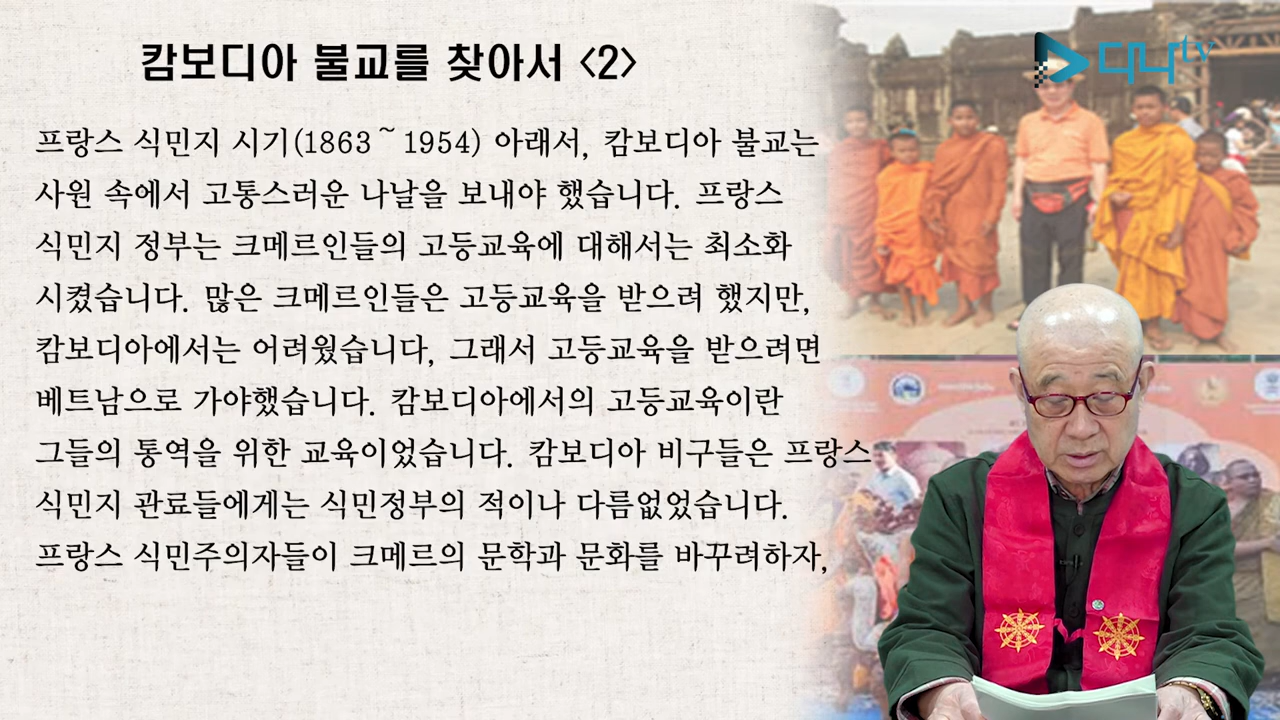 캄보디아 불교를 찾아서 <2>
디나tv
프랑스 식민지 시기(1863~1954) 아래서, 캄보디아 불교는
사원 속에서 고통스러운 나날을 보내야 했습니다. 프랑스
식민지 정부는 크메르인들의 고등교육에 대해서는 최소화
시켰습니다. 많은 크메르인들은 고등교육을 받으려 했지만,
캄보디아에서는 어려웠습니다, 그래서 고등교육을 받으려면
베트남으로 가야했습니다. 캄보디아에서의 고등교육이란
그들의 통역을 위한 교육이었습니다. 캄보디아 비구들은 프랑스
식민지 관료들에게는 식민정부의 적이나 다름없었습니다.
프랑스 식민주의자들이 크메르의 문학과 문화를 바꾸려하자,